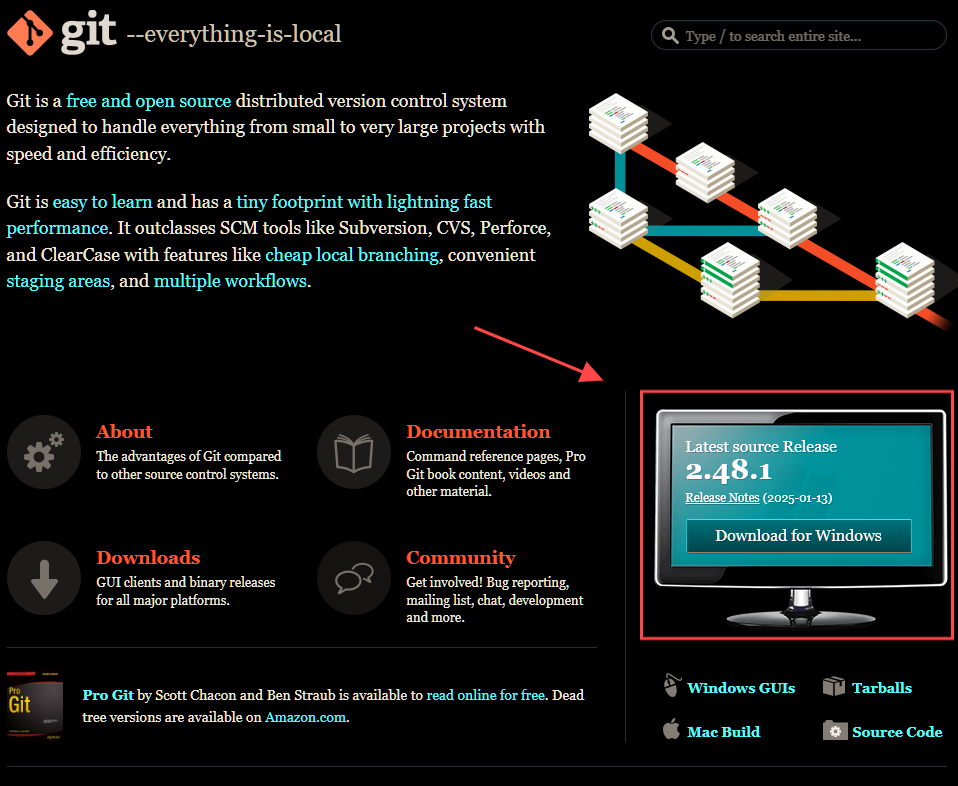 git --everything-is-local
Type / to search entire site...
Git is a free and open source distributed version control system
designed to handle everything from small to very large projects with
speed and efficiency.
Git is easy to learn and has a tiny footprint with lightning fast
performance. It outclasses SCM tools like Subversion, CVS, Perforce,
and ClearCase with features like cheap local branching, convenient
staging areas, and multiple workflows.
About
The advantages of Git compared
to other source control systems.
Documentation
Command reference pages, Pro
Git book content, videos and
other material.
Downloads
GUI clients and binary releases
for all major platforms.
Community
Get involved! Bug reporting,
mailing list, chat, development
and more.
Latest source Release
2.48.1
Release Notes (2025-01-13)
Download for Windows
Pro
Git
Pro Git by Scott Chacon and Ben Straub is available to read online for free. Dead
tree versions are available on Amazon.com.
Windows GUIs
Tarballs
Mac Build
Source Code